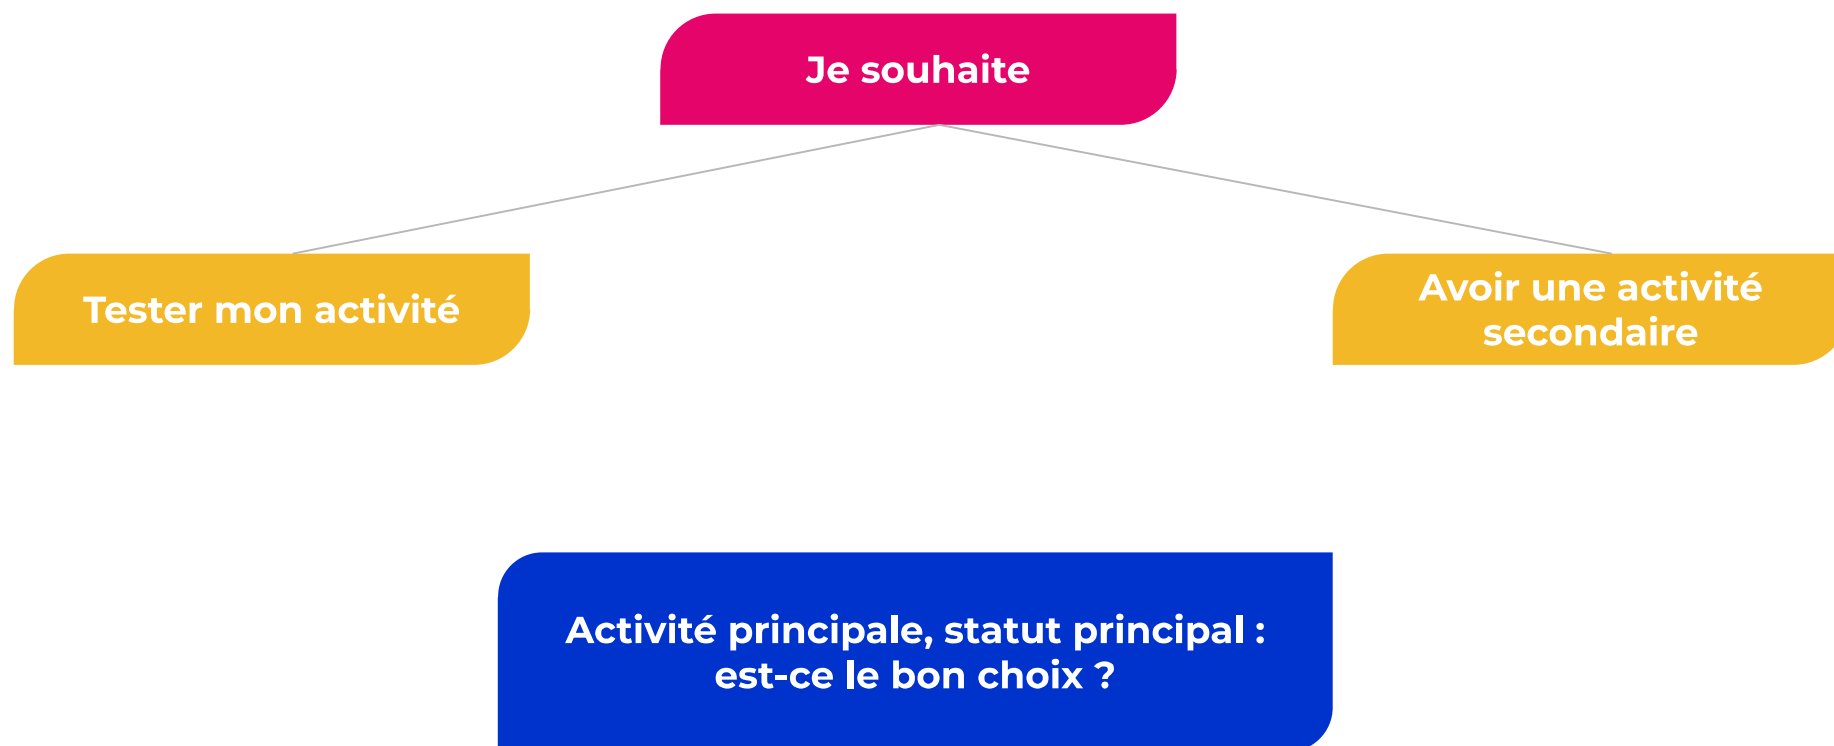 Je souhaite
Tester mon activité
Avoir une activité
secondaire
Activité principale, statut principal :
est-ce le bon choix ?